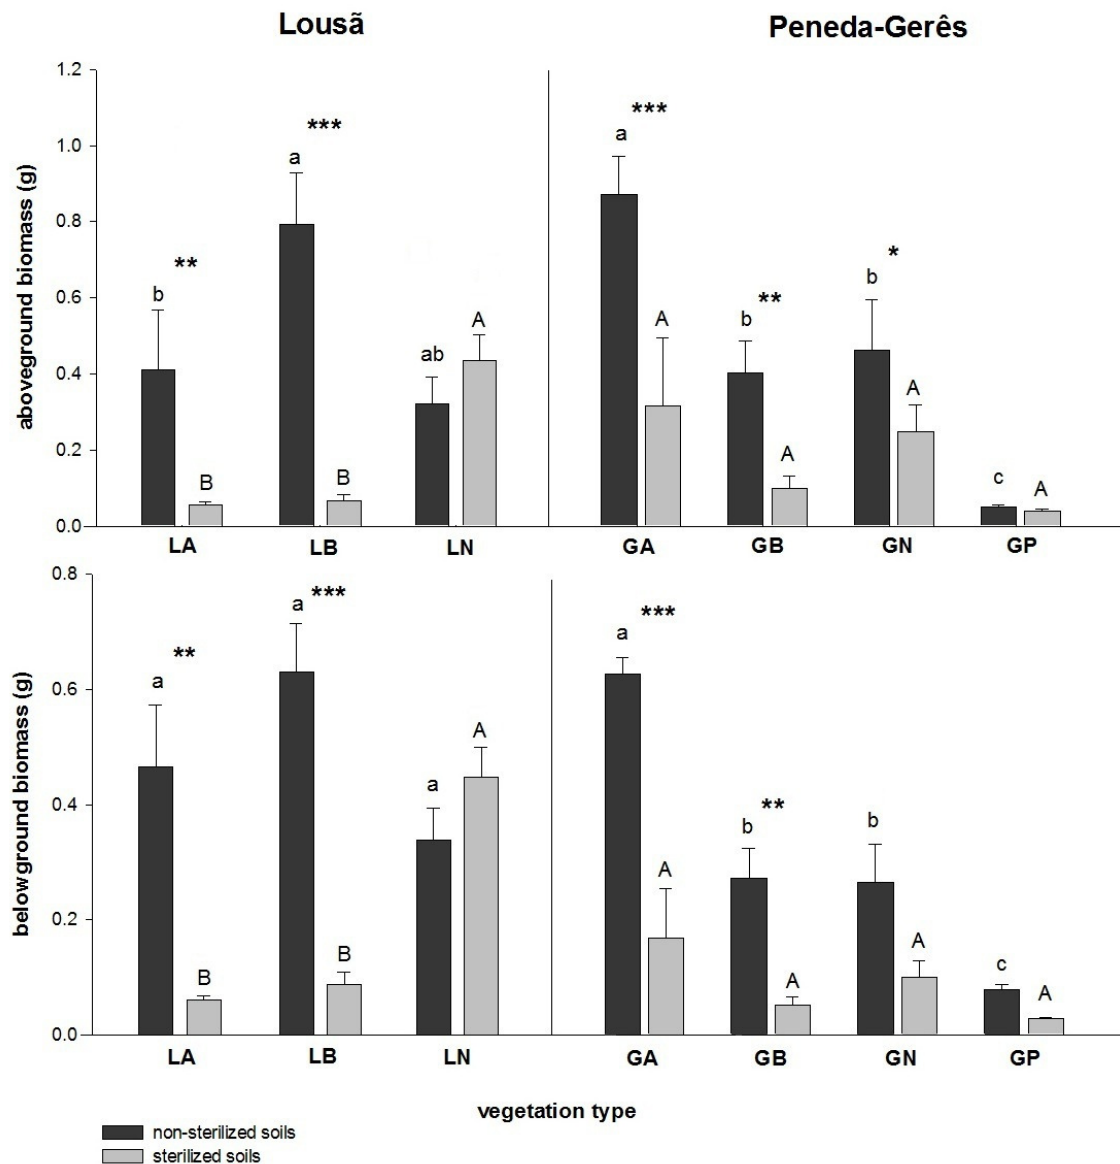 Lousã Peneda-Gerês
aboveground biomass (g)
1.2
1.0
0.8
0.6
0.4
0.2
0.0
b ** B
a *** B
ab A
a *** A
b ** A
b * A
c A
LA LB LN GA GB GN GP
belowground biomass (g)
0.8
0.6
0.4
0.2
0.0
a ** B
a *** B
a A
a *** A
b ** A
b A
c A
LA LB LN GA GB GN GP
vegetation type
non-sterilized soils
sterilized soils